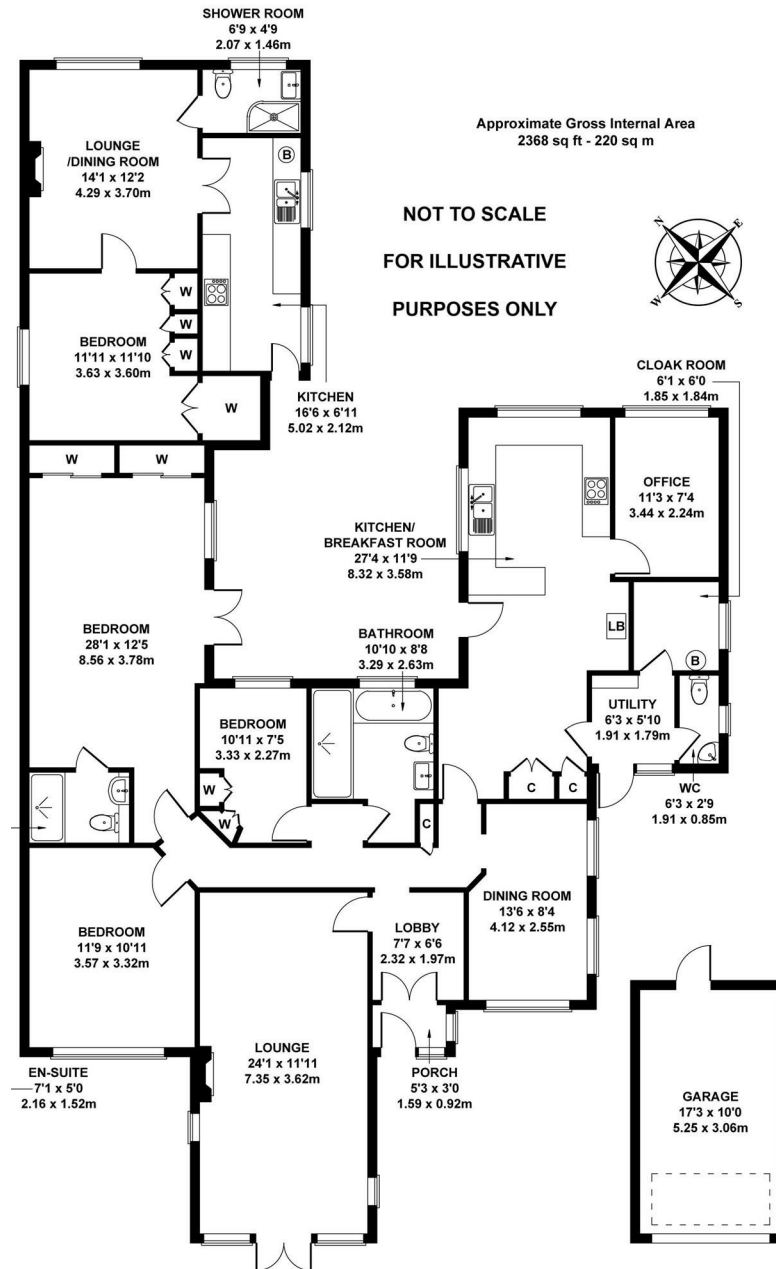 SHOWER ROOM
6'9 x 4'9
2.07 x 1.46m
Approximate Gross Internal Area
2368 sq ft - 220 sq m
LOUNGE
/DINING ROOM
14'1 x 12'2
4.29 x 3.70m
B
NOT TO SCALE
FOR ILLUSTRATIVE
PURPOSES ONLY
N
E
W
S
W
W
W
BEDROOM
11'11 x 11'10
3.63 x 3.60m
W
KITCHEN
16'6 x 6'11
5.02 x 2.12m
CLOAK ROOM
6'1 x 6'0
1.85 x 1.84m
W
W
OFFICE
11'3 x 7'4
3.44 x 2.24m
KITCHEN/
BREAKFAST ROOM
27'4 x 11'9
8.32 x 3.58m
BEDROOM
28'1 x 12'5
8.56 x 3.78m
BATHROOM
10'10 x 8'8
3.29 x 2.63m
LB
B
BEDROOM
10'11 x 7'5
3.33 x 2.27m
UTILITY
6'3 x 5'10
1.91 x 1.79m
W
W
C
C
C
WC
6'3 x 2'9
1.91 x 0.85m
BEDROOM
11'9 x 10'11
3.57 x 3.32m
LOBBY
7'7 x 6'6
2.32 x 1.97m
DINING ROOM
13'6 x 8'4
4.12 x 2.55m
LOUNGE
24'1 x 11'11
7.35 x 3.62m
EN-SUITE
7'1 x 5'0
2.16 x 1.52m
PORCH
5'3 x 3'0
1.59 x 0.92m
GARAGE
17'3 x 10'0
5.25 x 3.06m